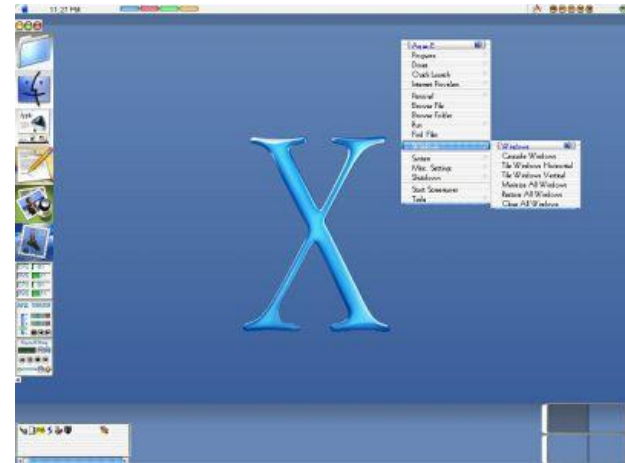 11:27 PM
X
Programs
Quick Launch
Internet Providers
Personal
Browse File
Browse Folder
Run
Find Files
Windows
System
Misc. Settings
Shutdown
Start Screensaver
Tools
Windows
Cascade Windows
Tile Windows Horizontal
Tile Windows Vertical
Minimize All Windows
Restore All Windows
Close All Windows